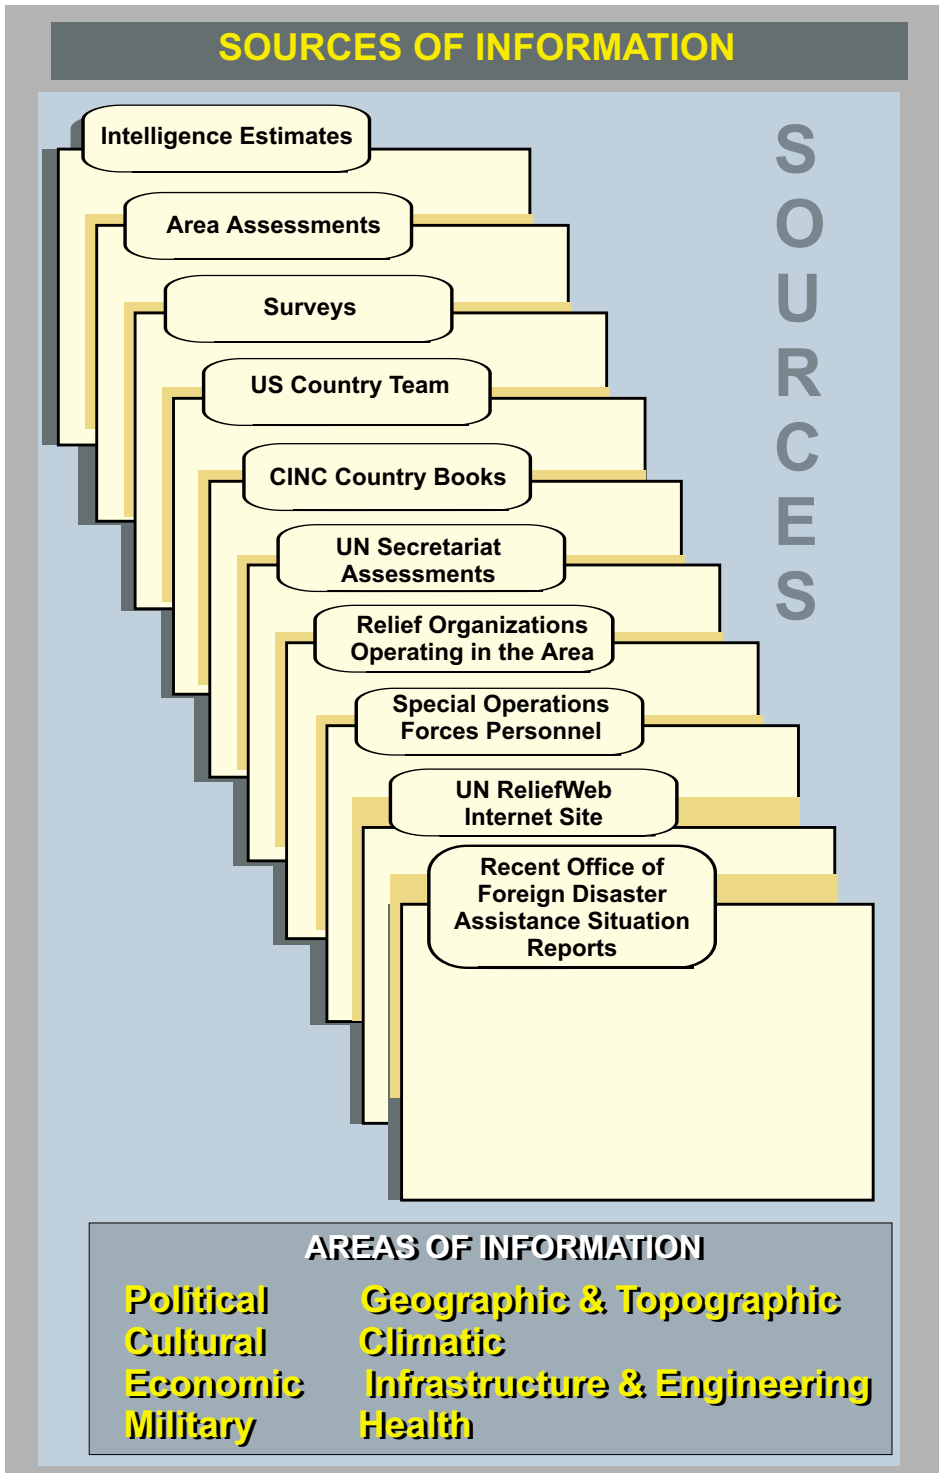 SOURCES OF INFORMATION
Intelligence Estimates
Area Assessments
Surveys
US Country Team
CINC Country Books
UN Secretariat
Assessments
Relief Organizations
Operating in the Area
Special Operations
Forces Personnel
UN ReliefWeb
Internet Site
Recent Office of
Foreign Disaster
Assistance Situation
Reports
S
O
U
R
C
E
S
AREAS OF INFORMATION
Political Geographic & Topographic
Cultural Climatic
Economic Infrastructure & Engineering
Military Health